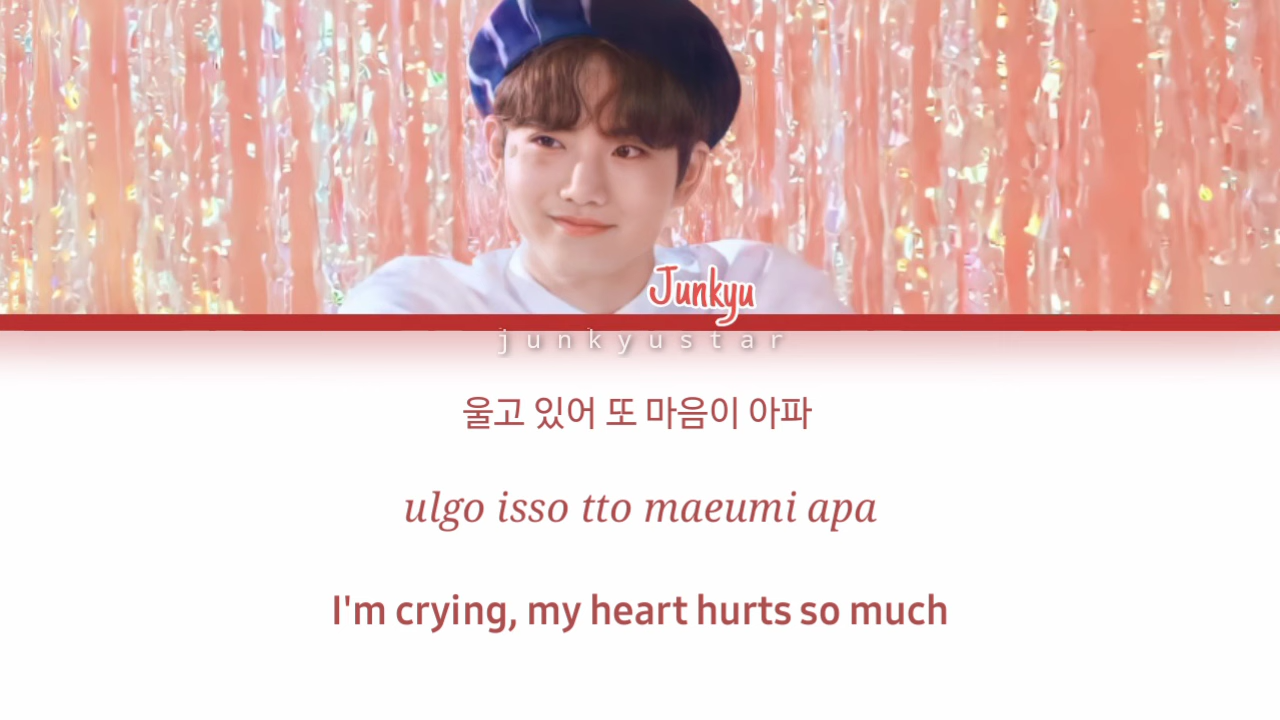 Junkyu
junkyustar
울고 있어 또 마음이 아파
ulgo isso tto maeumi apa
I'm crying, my heart hurts so much